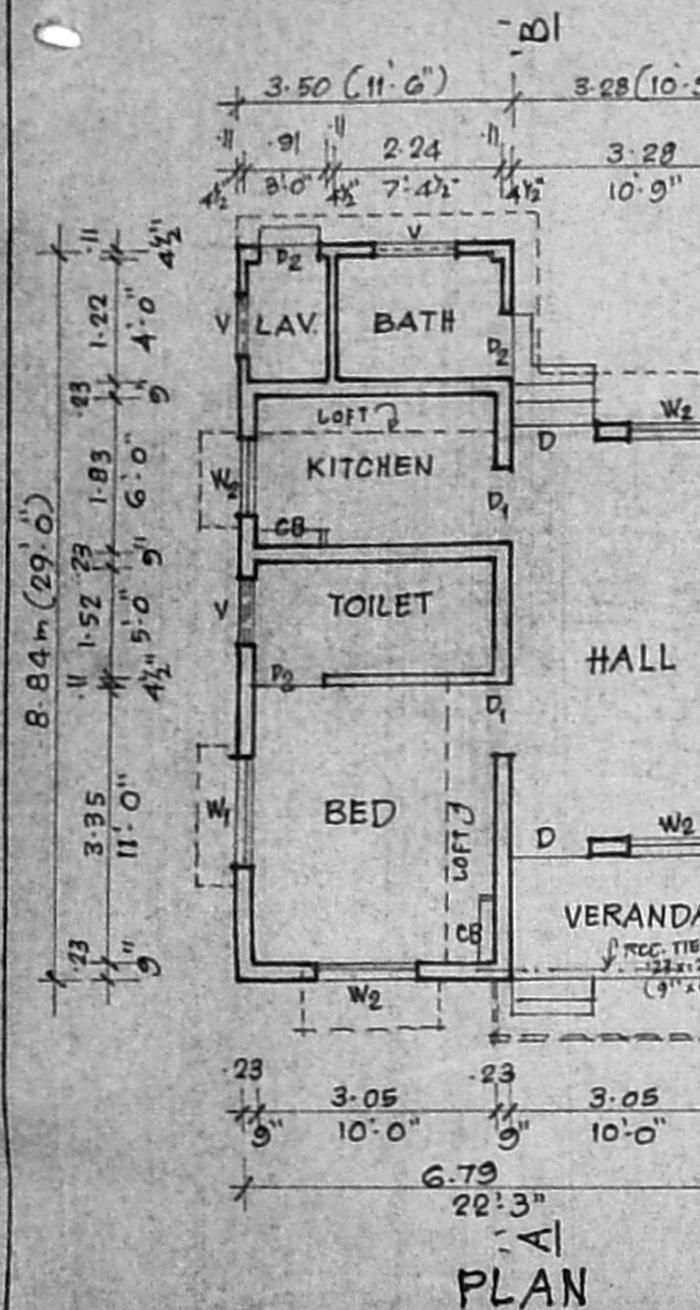 B
3.50 (11'-6")
3.28 (10'-9
.11
.91
.11
2.24
.11
3.28
4½"
3'-0"
4½"
7'-4½"
4½"
10'-9"
.11
4½"
1.22
4'-0"
.23
9"
1.83
6'-0"
.23
9"
1.52
5'-0
.11
4½"
3.35
11'-0"
.23
9"
8.84m (29'-0")
V
D2
V
LAV.
BATH
D2
LOFT
W2
D
W2
KITCHEN
D1
CB
V
TOILET
HALL
D2
D1
W1
BED
LOFT
D
W2
CB
VERANDA
RCC. TIE
(9"x
W2
.23
.23
3.05
3.05
9"
10'-0"
9"
10'-0"
6.79
22'-3"
A
PLAN